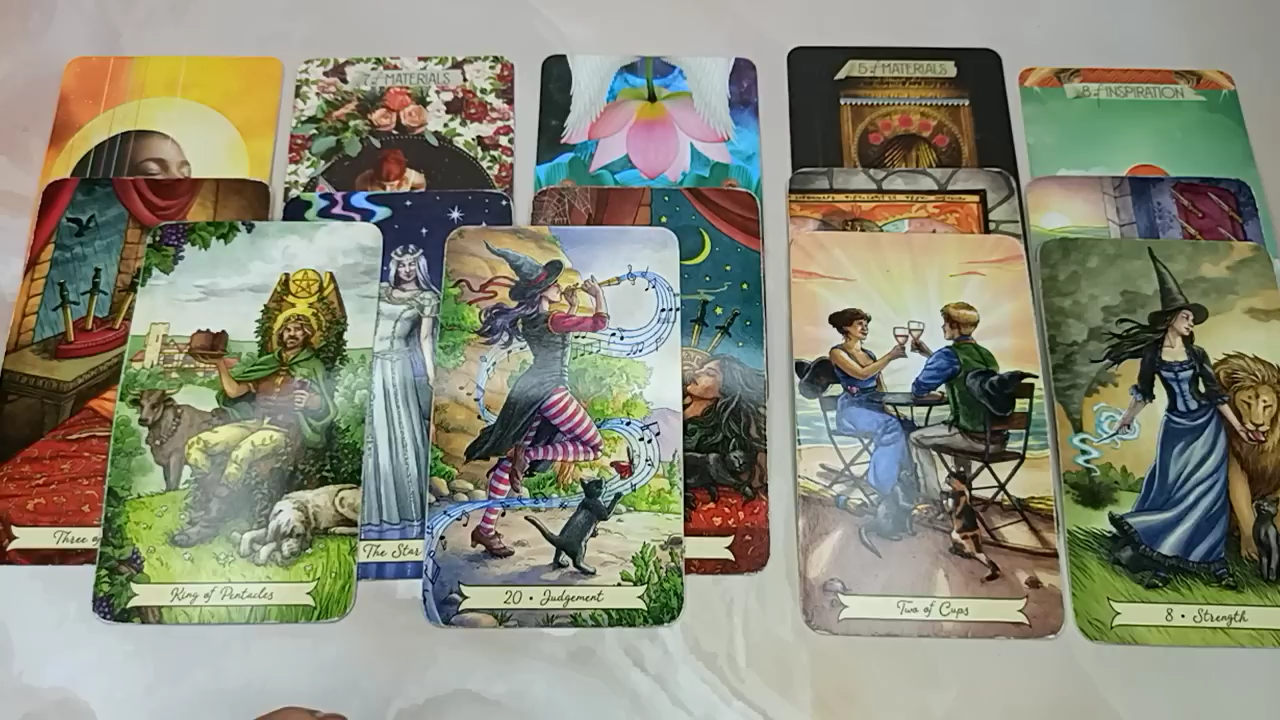 7 of MATERIALS
5 of MATERIALS
8 of INSPIRATION
Three o
The Star
King of Pentacles
20 • Judgement
Two of Cups
8 • Strength